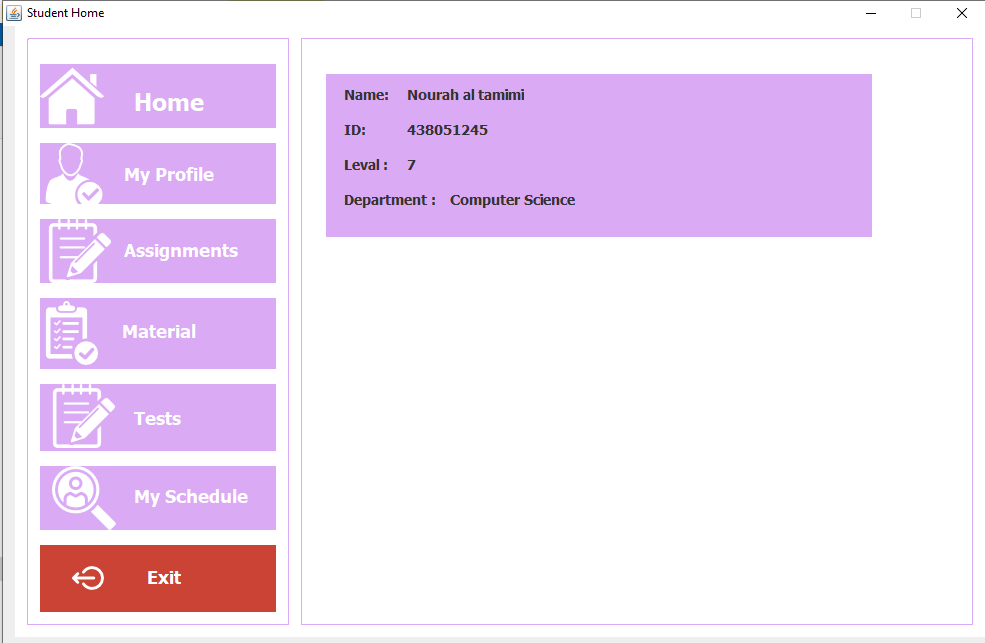 Student Home
Home
My Profile
Assignments
Material
Tests
My Schedule
Exit
Name: Nourah al tamimi
ID: 438051245
Leval : 7
Department : Computer Science